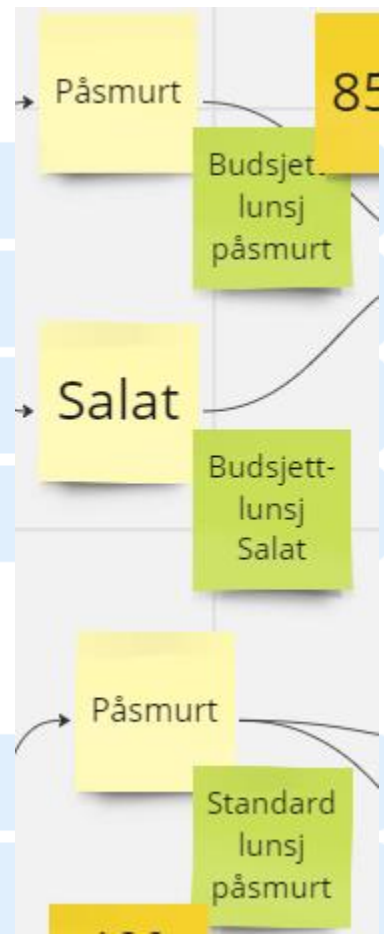 Påsmurt
85
Budsjett-
lunsj
påsmurt
Salat
Budsjett-
lunsj
Salat
Påsmurt
Standard
lunsj
påsmurt